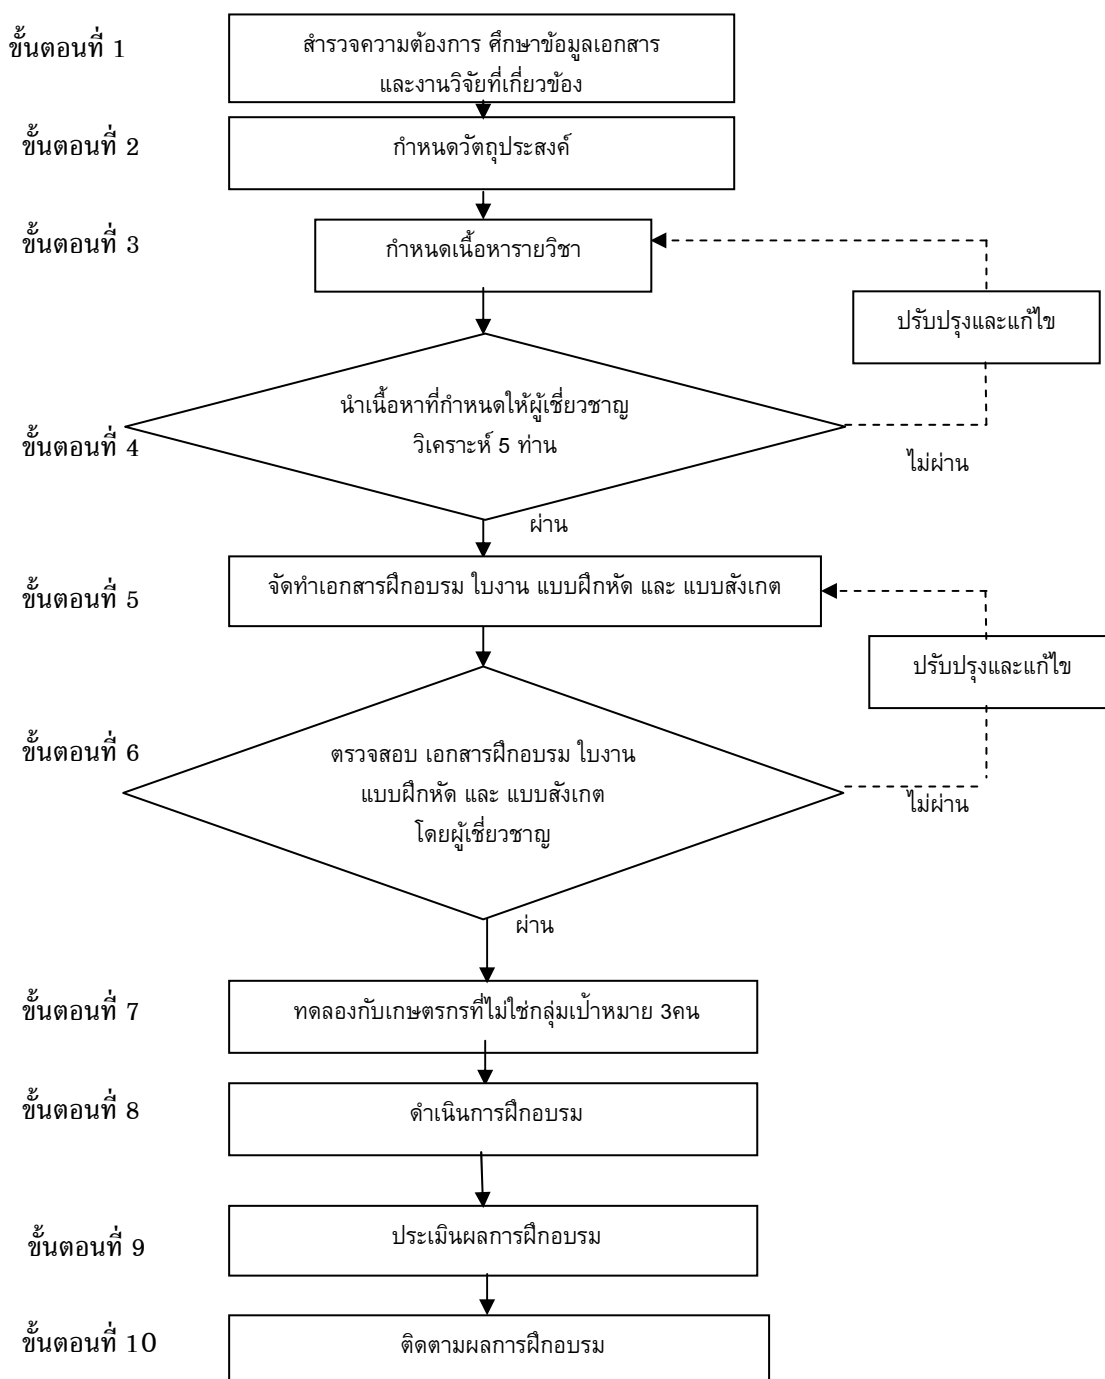 ขั้นตอนที่ 1
สำรวจความต้องการ ศึกษาข้อมูลเอกสาร
และงานวิจัยที่เกี่ยวข้อง
ขั้นตอนที่ 2
กำหนดวัตถุประสงค์
ขั้นตอนที่ 3
กำหนดเนื้อหารายวิชา
ปรับปรุงและแก้ไข
ขั้นตอนที่ 4
นำเนื้อหาที่กำหนดให้ผู้เชี่ยวชาญ
วิเคราะห์ 5 ท่าน
ไม่ผ่าน
ผ่าน
ขั้นตอนที่ 5
จัดทำเอกสารฝึกอบรม ใบงาน แบบฝึกหัด และ แบบสังเกต
ปรับปรุงและแก้ไข
ขั้นตอนที่ 6
ตรวจสอบ เอกสารฝึกอบรม ใบงาน
แบบฝึกหัด และ แบบสังเกต
โดยผู้เชี่ยวชาญ
ไม่ผ่าน
ผ่าน
ขั้นตอนที่ 7
ทดลองกับเกษตรกรที่ไม่ใช่กลุ่มเป้าหมาย 3คน
ขั้นตอนที่ 8
ดำเนินการฝึกอบรม
ขั้นตอนที่ 9
ประเมินผลการฝึกอบรม
ขั้นตอนที่ 10
ติดตามผลการฝึกอบรม